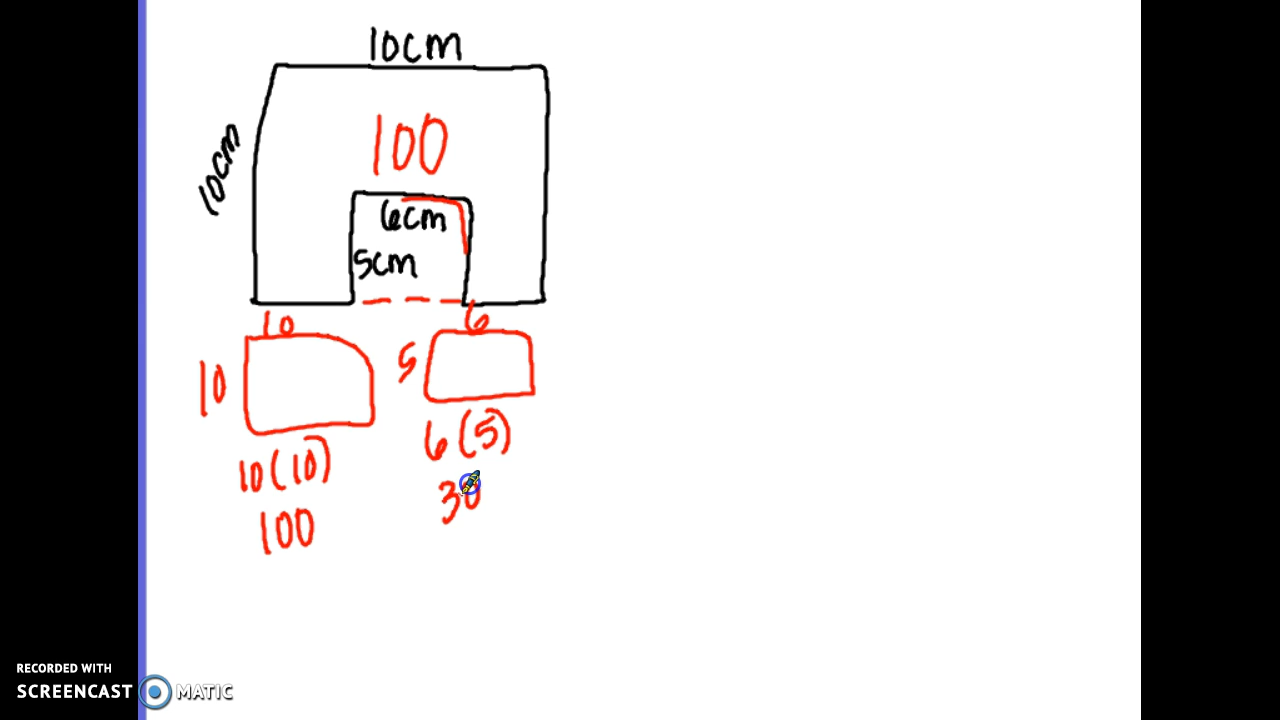 10cm
10cm
100
6cm
5cm
10
6
10
5
10(10)
6(5)
100
30
RECORDED WITH
SCREENCAST MATIC